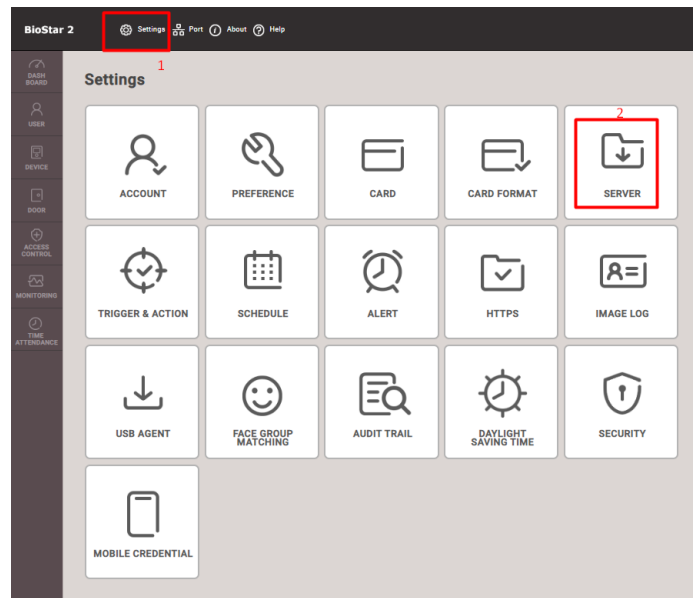 BioStar 2
Settings
Port
About
Help
1
DASH
BOARD
USER
DEVICE
DOOR
ACCESS
CONTROL
MONITORING
TIME
ATTENDANCE
Settings
ACCOUNT
PREFERENCE
CARD
CARD FORMAT
2
SERVER
TRIGGER & ACTION
SCHEDULE
ALERT
HTTPS
IMAGE LOG
USB AGENT
FACE GROUP
MATCHING
AUDIT TRAIL
DAYLIGHT
SAVING TIME
SECURITY
MOBILE CREDENTIAL